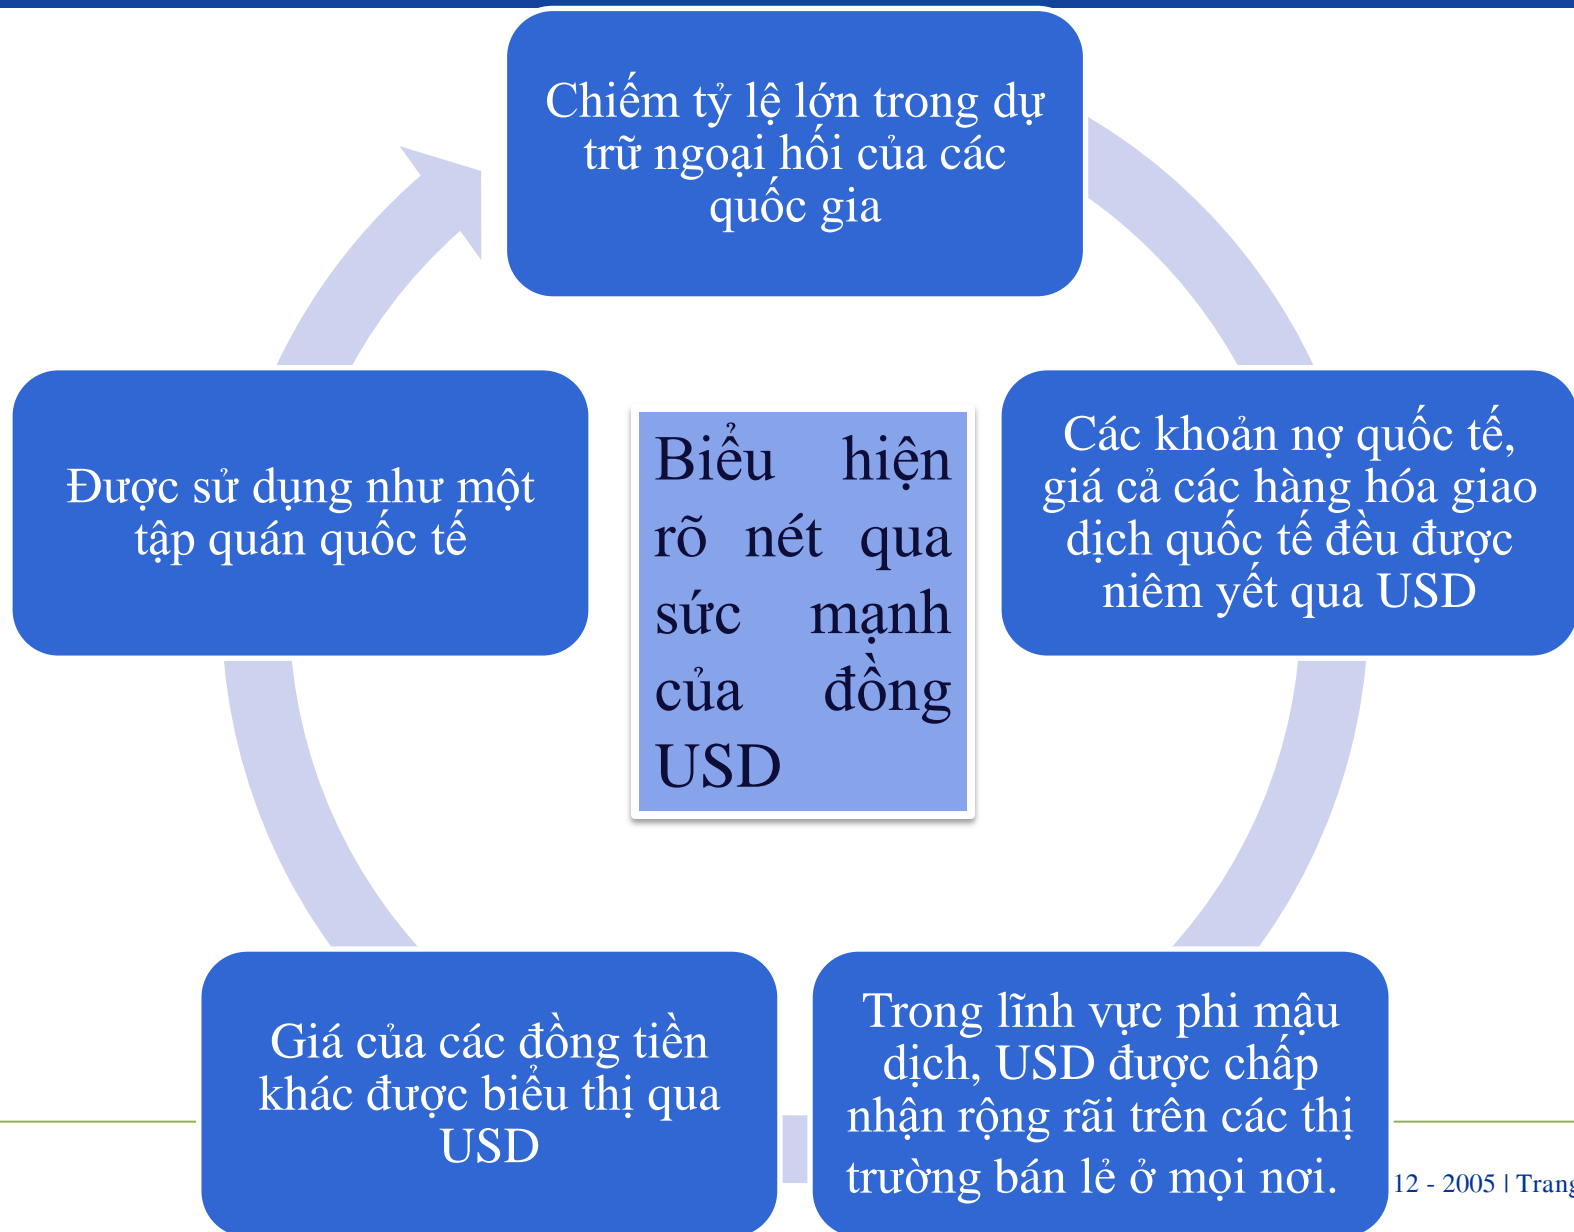 Chiếm tỷ lệ lớn trong dự
trữ ngoại hối của các
quốc gia
Các khoản nợ quốc tế,
giá cả các hàng hóa giao
dịch quốc tế đều được
niêm yết qua USD
Được sử dụng như một
tập quán quốc tế
Biểu hiện
rõ nét qua
sức mạnh
của đồng
USD
Giá của các đồng tiền
khác được biểu thị qua
USD
Trong lĩnh vực phi mậu
dịch, USD được chấp
nhận rộng rãi trên các thị
trường bán lẻ ở mọi nơi.
12 - 2005 | Trang